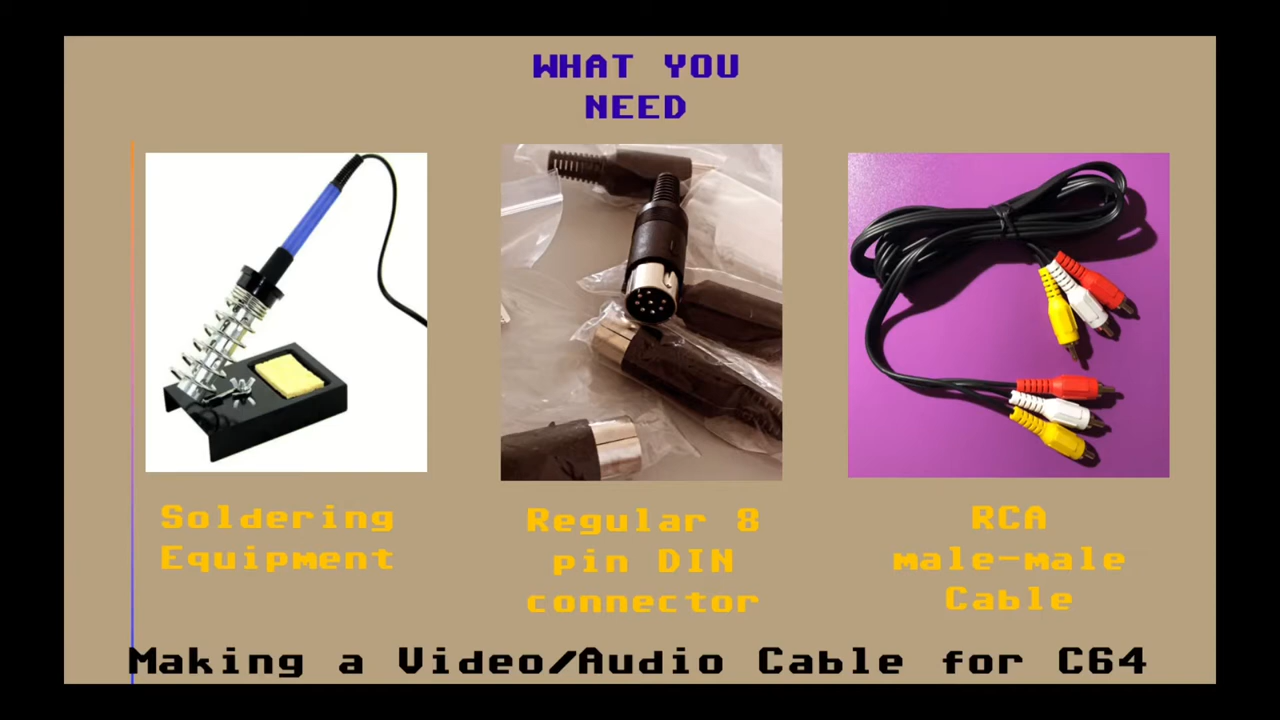 WHAT YOU
NEED
Soldering
Equipment
Regular 8
pin DIN
connector
RCA
male-male
Cable
Making a Video/Audio Cable for C64